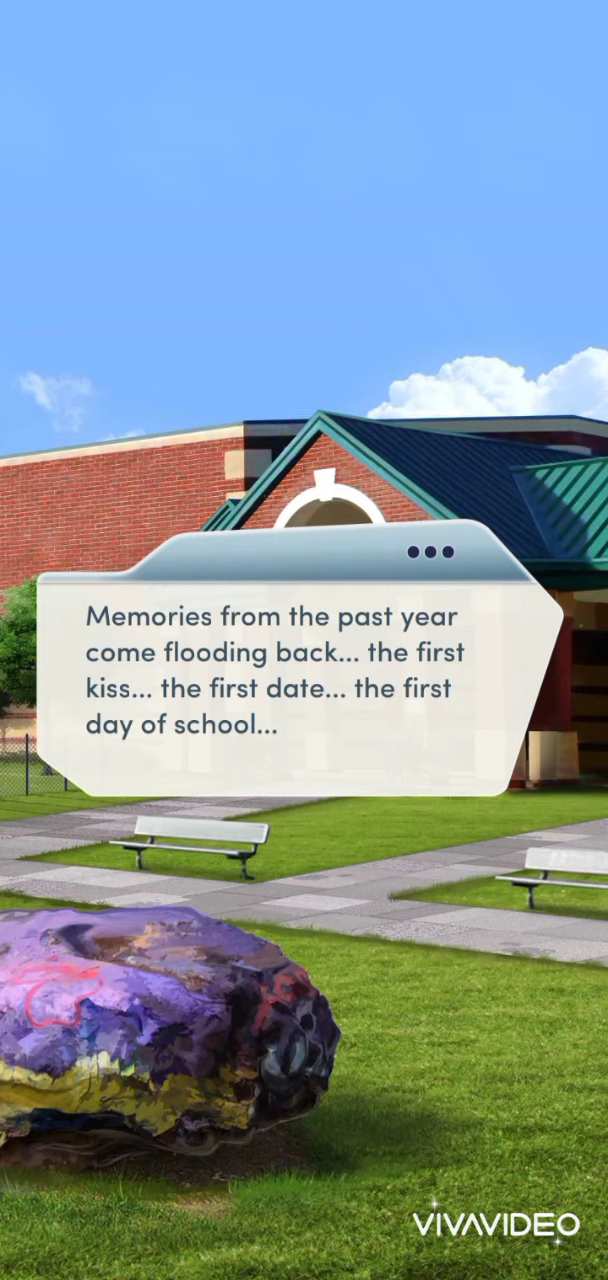 Memories from the past year
come flooding back... the first
kiss... the first date... the first
day of school...
VIVAVIDEO